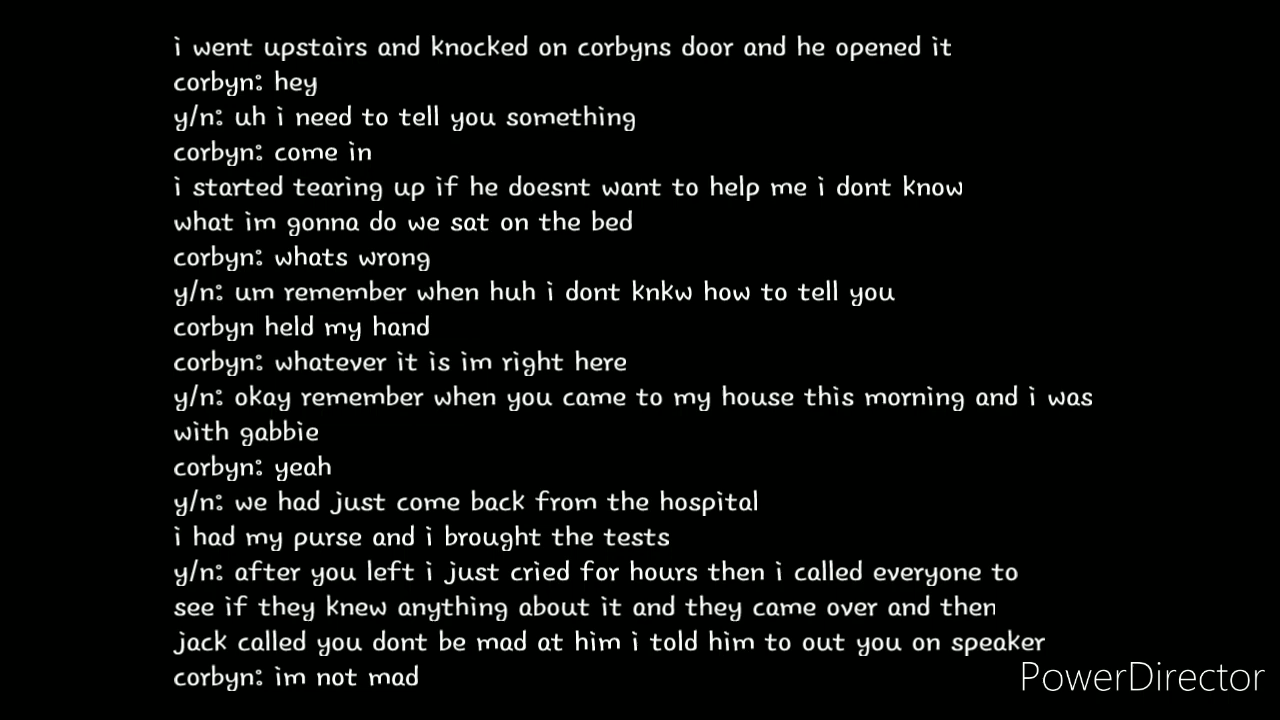 i went upstairs and knocked on corbyns door and he opened it
corbyn: hey
y/n: uh i need to tell you something
corbyn: come in
i started tearing up if he doesnt want to help me i dont know
what im gonna do we sat on the bed
corbyn: whats wrong
y/n: um remember when huh i dont knkw how to tell you
corbyn held my hand
corbyn: whatever it is im right here
y/n: okay remember when you came to my house this morning and i was
with gabbie
corbyn: yeah
y/n: we had just come back from the hospital
i had my purse and i brought the tests
y/n: after you left i just cried for hours then i called everyone to
see if they knew anything about it and they came over and then
jack called you dont be mad at him i told him to out you on speaker
corbyn: im not mad
PowerDirector